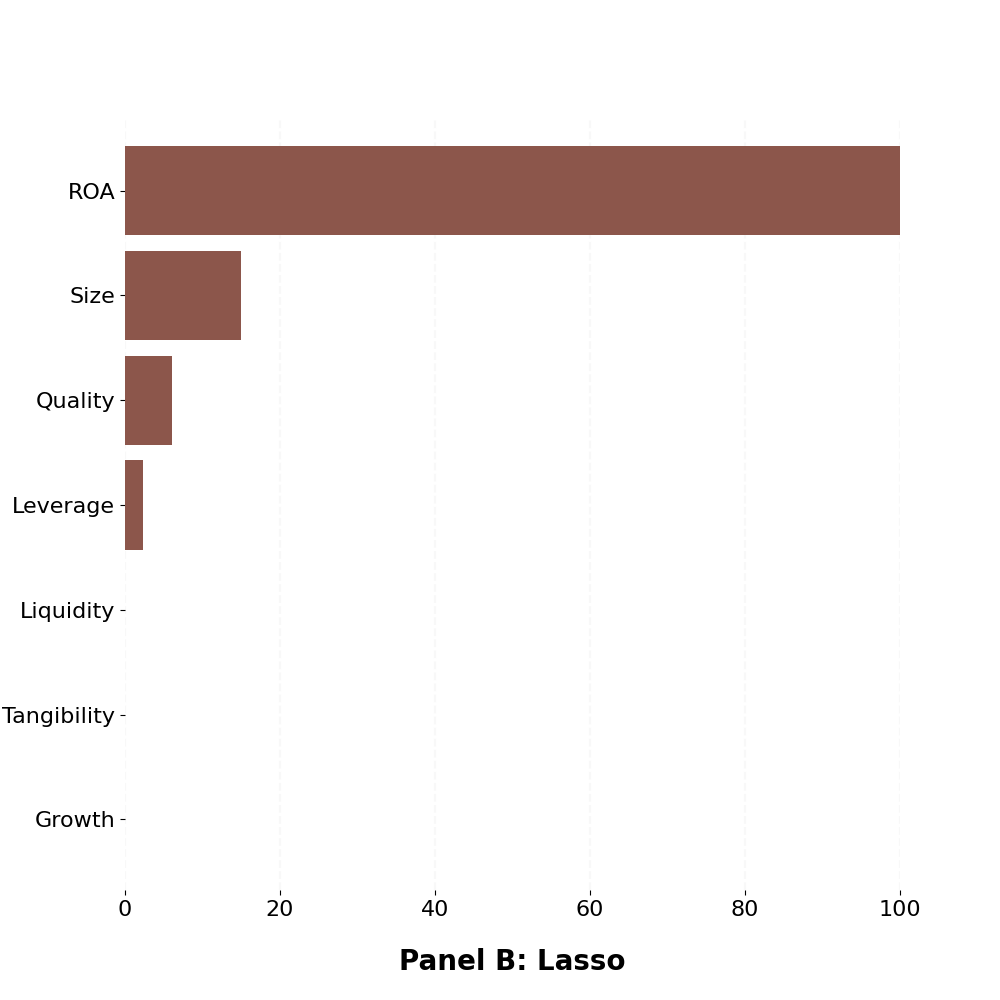 ROA
Size
Quality
Leverage
Liquidity
Tangibility
Growth
0 20 40 60 80 100
Panel B: Lasso